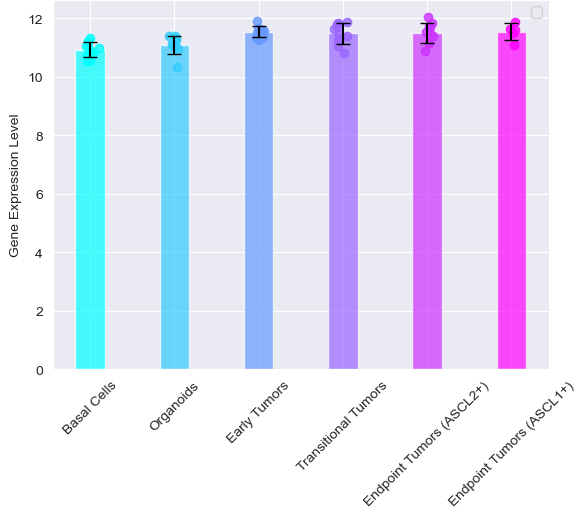 Gene Expression Level
12
10
8
6
4
2
0
Basal Cells
Organoids
Early Tumors
Transitional Tumors
Endpoint Tumors (ASCL2+)
Endpoint Tumors (ASCL1+)